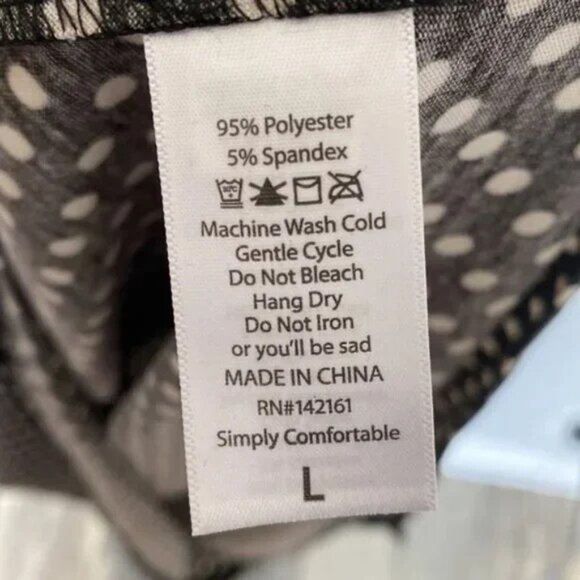 95% Polyester
5% Spandex
Machine Wash Cold
Gentle Cycle
Do Not Bleach
Hang Dry
Do Not Iron
or you'll be sad
MADE IN CHINA
RN#142161
Simply Comfortable
L